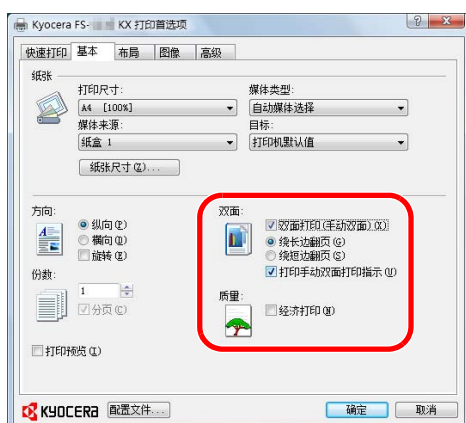 Kyocera FS- KX 打印首选项
快速打印 基本 布局 图像 高级
纸张
打印尺寸: 媒体类型:
A4 [100%] 自动媒体选择
媒体来源: 目标:
纸盒 1 打印机默认值
纸张尺寸(Z)...
方向: 双面:
纵向(P) 双面打印(手动双面)(X)
横向(D) 绕长边翻页(G)
旋转(E) 绕短边翻页(G)
打印手动双面打印指示(U)
份数: 质量:
1
分页(C) 经济打印(W)
打印预览(I)
KYOCERA 配置文件... 确定 取消